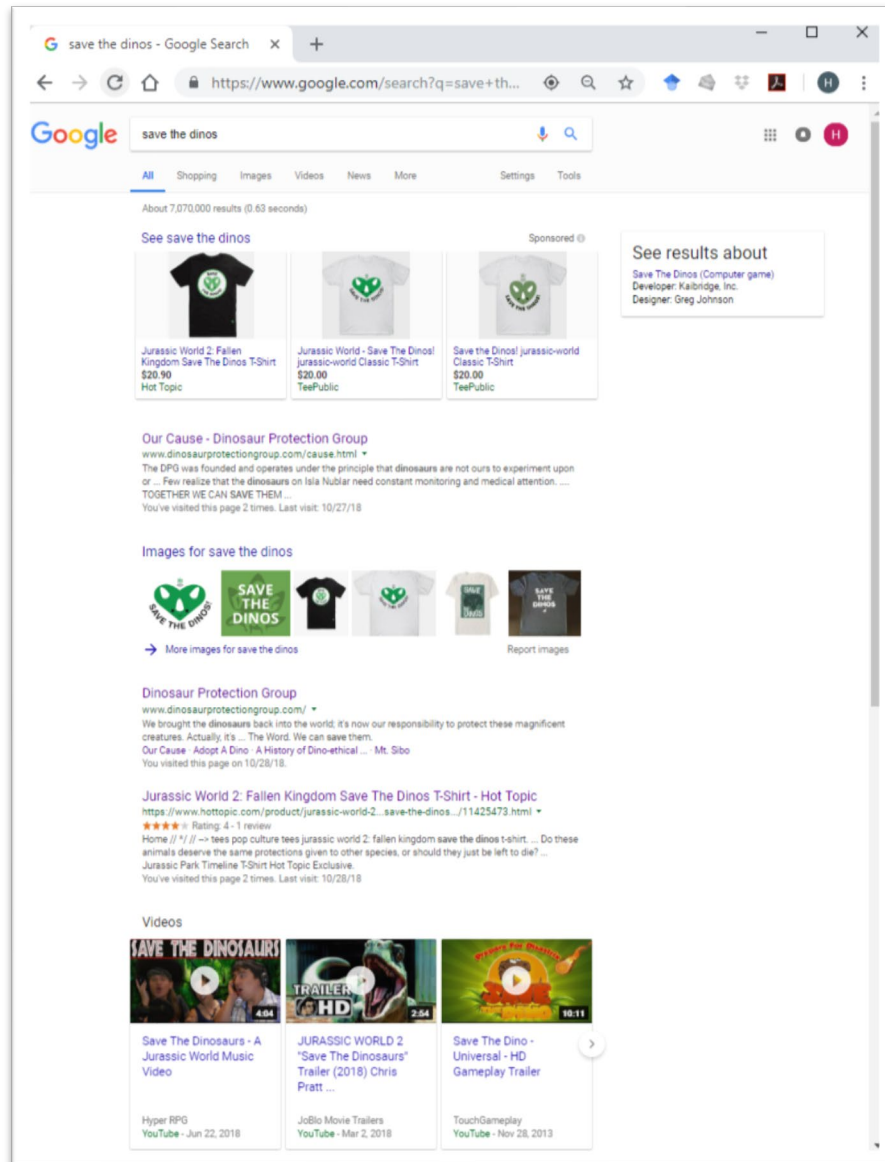 save the dinos - Google Search
https://www.google.com/search?q=save+th...
H
Google
save the dinos
H
All Shopping Images Videos News More Settings Tools
About 7,070,000 results (0.63 seconds)
See save the dinos
Sponsored
Jurassic World 2: Fallen
Kingdom Save The Dinos T-Shirt
$20.90
Hot Topic
Jurassic World - Save The Dinos!
jurassic-world Classic T-Shirt
$20.00
TeePublic
Save the Dinos! jurassic-world
Classic T-Shirt
$20.00
TeePublic
See results about
Save The Dinos (Computer game)
Developer: Kaibridge, Inc.
Designer: Greg Johnson
Our Cause - Dinosaur Protection Group
www.dinosaurprotectiongroup.com/cause.html
The DPG was founded and operates under the principle that dinosaurs are not ours to experiment upon
or ... Few realize that the dinosaurs on Isla Nublar need constant monitoring and medical attention. ....
TOGETHER WE CAN SAVE THEM ...
You've visited this page 2 times. Last visit: 10/27/18
Images for save the dinos
SAVE THE DINOS!
SAVE
THE
DINOS
SAVE
THE
DINOS
More images for save the dinos
Report images
Dinosaur Protection Group
www.dinosaurprotectiongroup.com/
We brought the dinosaurs back into the world; it's now our responsibility to protect these magnificent
creatures. Actually, it's ... The Word. We can save them.
Our Cause · Adopt A Dino · A History of Dino-ethical ... · Mt. Sibo
You visited this page on 10/28/18.
Jurassic World 2: Fallen Kingdom Save The Dinos T-Shirt - Hot Topic
https://www.hottopic.com/product/jurassic-world-2...save-the-dinos.../11425473.html
Rating: 4 - 1 review
Home // */ // --> tees pop culture tees jurassic world 2: fallen kingdom save the dinos t-shirt. ... Do these
animals deserve the same protections given to other species, or should they just be left to die? ...
Jurassic Park Timeline T-Shirt Hot Topic Exclusive.
You've visited this page 2 times. Last visit: 10/28/18
Videos
SAVE THE DINOSAURS
4:04
TRAILER
HD
2:54
Prepare For Disaster
10:11
Save The Dinosaurs - A
Jurassic World Music
Video
Hyper RPG
YouTube - Jun 22, 2018
JURASSIC WORLD 2
"Save The Dinosaurs"
Trailer (2018) Chris
Pratt ...
JoBlo Movie Trailers
YouTube - Mar 2, 2018
Save The Dino -
Universal - HD
Gameplay Trailer
TouchGameplay
YouTube - Nov 28, 2013